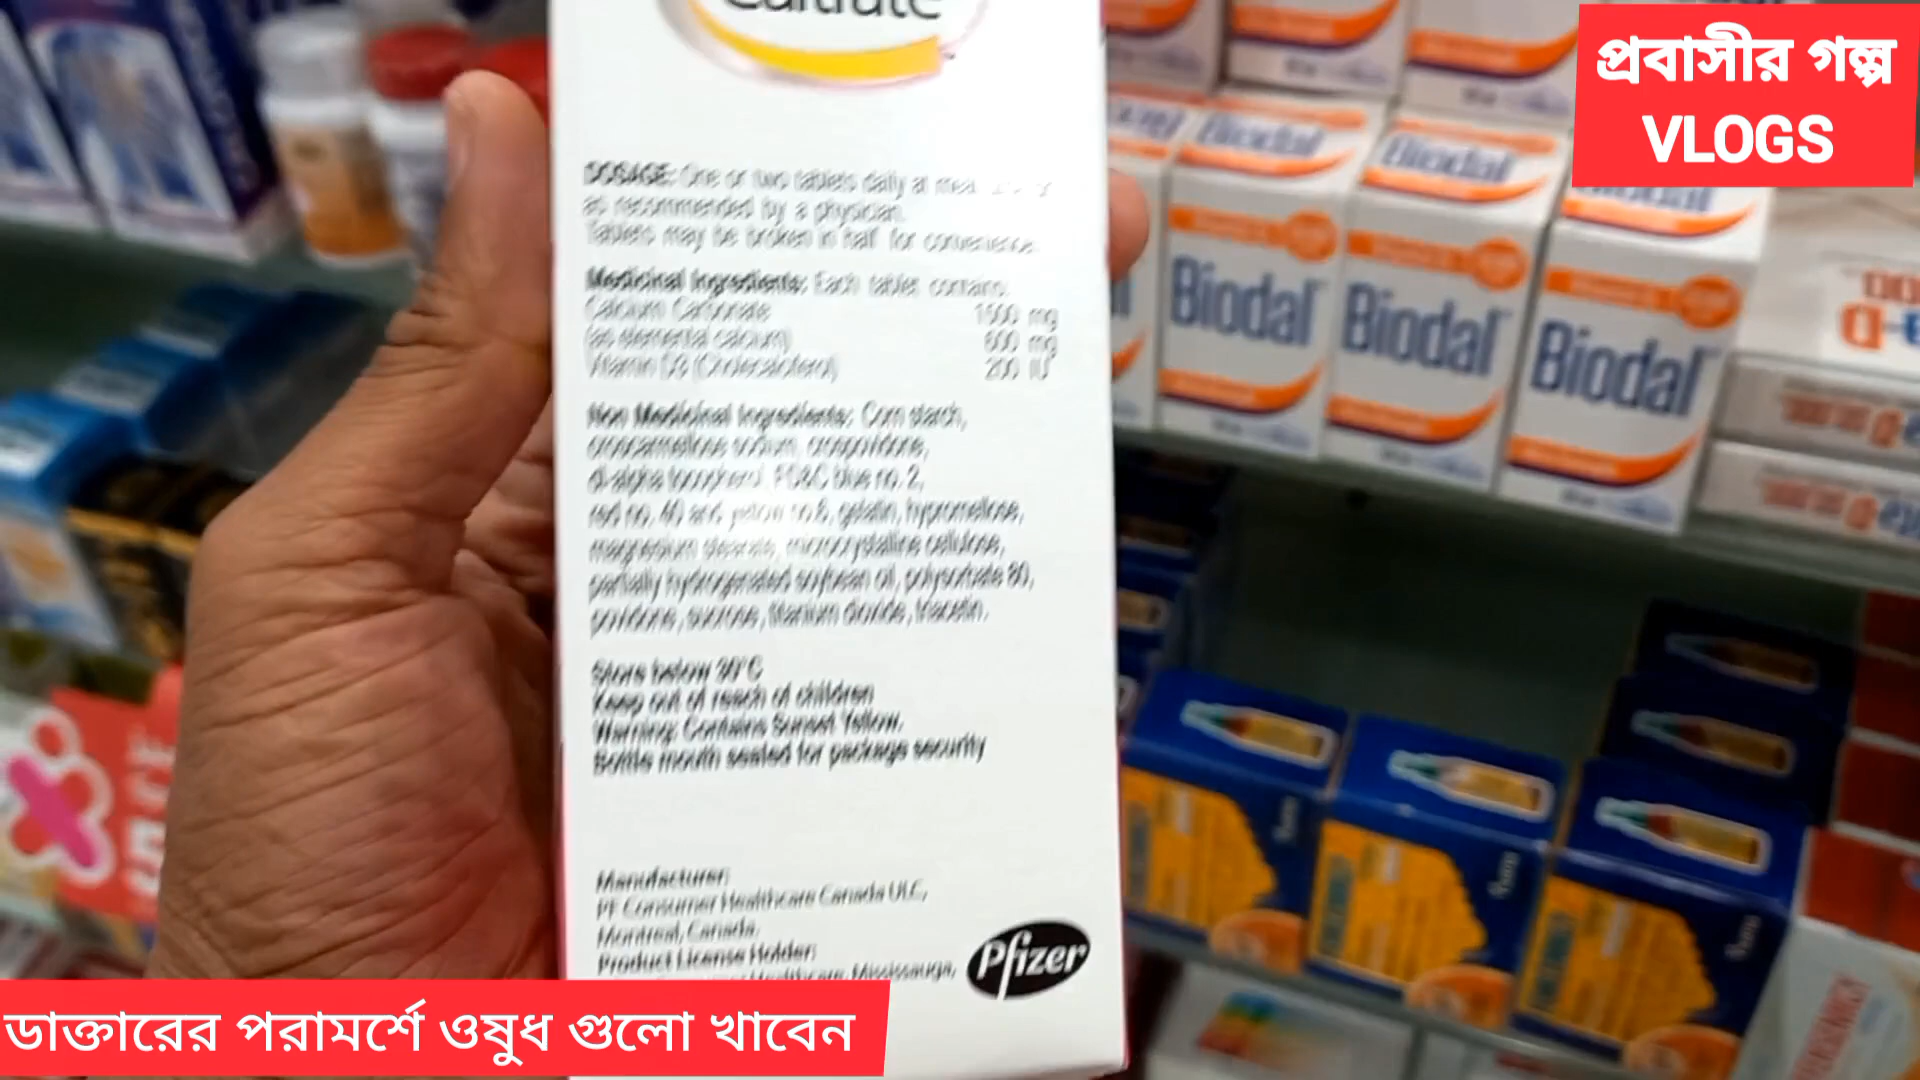 প্রবাসীর গল্প
VLOGS
Caltrate
DOSAGE: One or two tablets daily at
as recommended by a physician.
Tablets may be broken in half for convenience.
Medicinal Ingredients: Each tablet contains:
Calcium Carbonate 1500 mg
(as elemental calcium) 600 mg
Vitamin D3 (Cholecalciferol) 200 IU
Non Medicinal Ingredients: Corn starch,
croscarmellose sodium, crospovidone,
dl-alpha tocopherol, FD&C blue no. 2,
red no. 40 and yellow no.6, gelatin, hypromellose,
magnesium stearate, microcrystalline cellulose,
partially hydrogenated soybean oil, polysorbate 80,
povidone, sucrose, titanium dioxide, triacetin.
Store below 30°C
Keep out of reach of children
Warning: Contains Sunset Yellow.
Bottle mouth sealed for package security
Manufacturer:
PF Consumer Healthcare Canada ULC,
Montreal, Canada.
Product License Holder:
Healthcare, Mississauga,
Pfizer
Biodal
Biodal
Biodal
Biodal
Biodal
ডাক্তারের পরামর্শে ওষুধ গুলো খাবেন